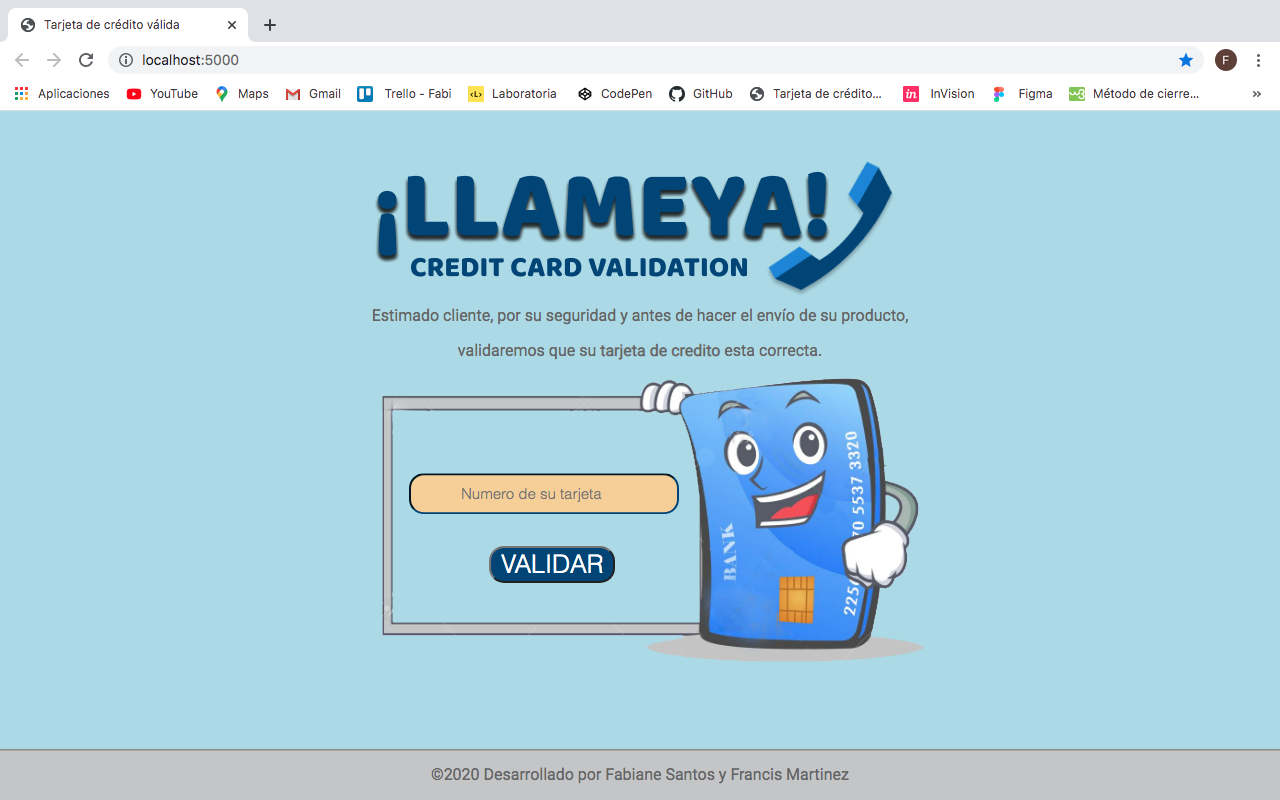 Tarjeta de crédito válida
localhost:5000
F
Aplicaciones
YouTube
Maps
Gmail
Trello - Fabi
Laboratoria
CodePen
GitHub
Tarjeta de crédito...
in
InVision
Figma
Método de cierre...
¡LLAMEYA!
CREDIT CARD VALIDATION
Estimado cliente, por su seguridad y antes de hacer el envío de su producto,
validaremos que su tarjeta de credito esta correcta.
Numero de su tarjeta
VALIDAR
BANK
70 5537 3320
©2020 Desarrollado por Fabiane Santos y Francis Martinez